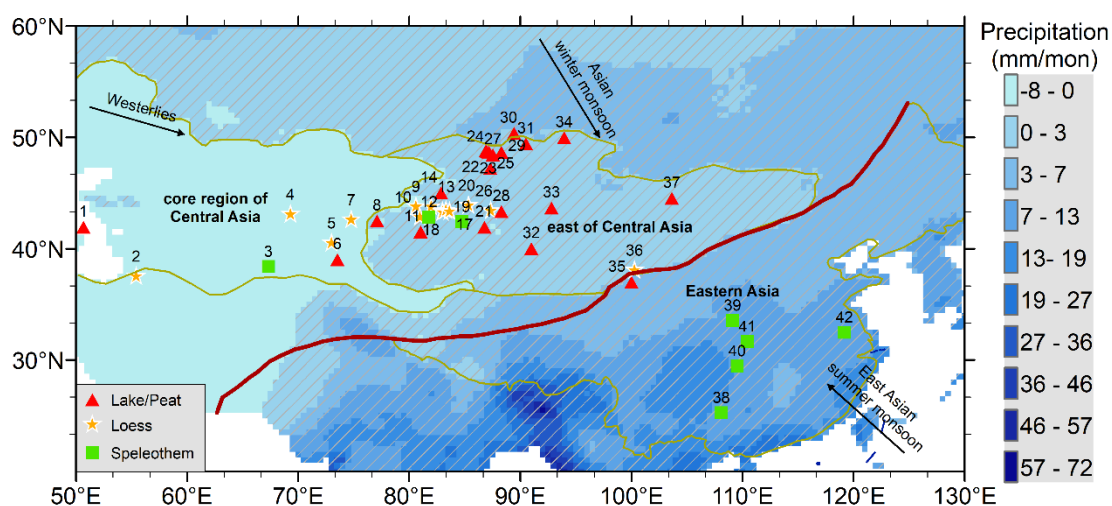 60°N
50°N
40°N
30°N
50°E
60°E
70°E
80°E
90°E
100°E
110°E
120°E
130°E
Westerlies
Asian
winter monsoon
East Asian
summer monsoon
core region of
Central Asia
east of Central Asia
Eastern Asia
1
2
3
4
5
6
7
8
9
10
11
12
13
14
17
18
19
20
21
22
23
24
25
26
27
28
29
30
31
32
33
34
35
36
37
38
39
40
41
42
Lake/Peat
Loess
Speleothem
Precipitation
(mm/mon)
-8 - 0
0 - 3
3 - 7
7 - 13
13- 19
19 - 27
27 - 36
36 - 46
46 - 57
57 - 72